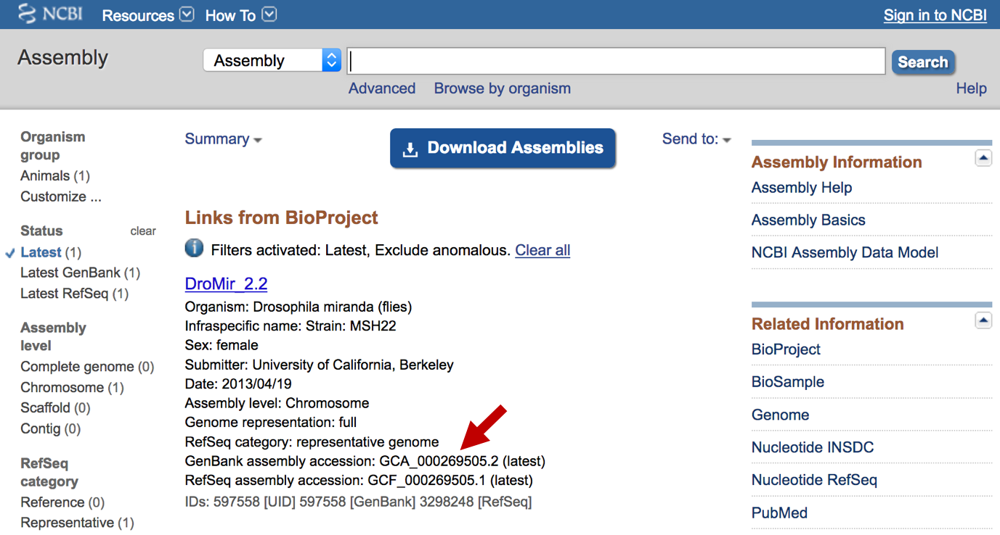 NCBI Resources How To Sign in to NCBI
Assembly Assembly Search
Advanced Browse by organism Help
Organism
group
Animals (1)
Customize ...
Status clear
Latest (1)
Latest GenBank (1)
Latest RefSeq (1)
Assembly
level
Complete genome (0)
Chromosome (1)
Scaffold (0)
Contig (0)
RefSeq
category
Reference (0)
Representative (1)
Summary Download Assemblies Send to:
Links from BioProject
Filters activated: Latest, Exclude anomalous. Clear all
DroMir_2.2
Organism: Drosophila miranda (flies)
Infraspecific name: Strain: MSH22
Sex: female
Submitter: University of California, Berkeley
Date: 2013/04/19
Assembly level: Chromosome
Genome representation: full
RefSeq category: representative genome
GenBank assembly accession: GCA_000269505.2 (latest)
RefSeq assembly accession: GCF_000269505.1 (latest)
IDs: 597558 [UID] 597558 [GenBank] 3298248 [RefSeq]
Assembly Information
Assembly Help
Assembly Basics
NCBI Assembly Data Model
Related Information
BioProject
BioSample
Genome
Nucleotide INSDC
Nucleotide RefSeq
PubMed